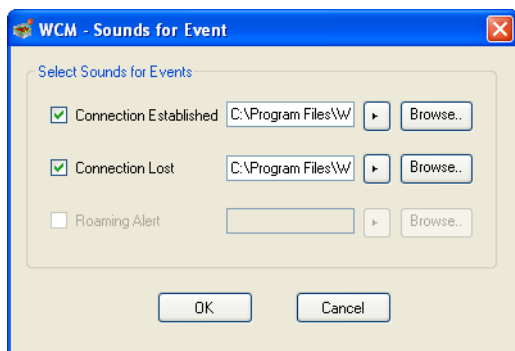 WCM - Sounds for Event
Select Sounds for Events
Connection Established C:\Program Files\W Browse..
Connection Lost C:\Program Files\W Browse..
Roaming Alert Browse..
OK Cancel